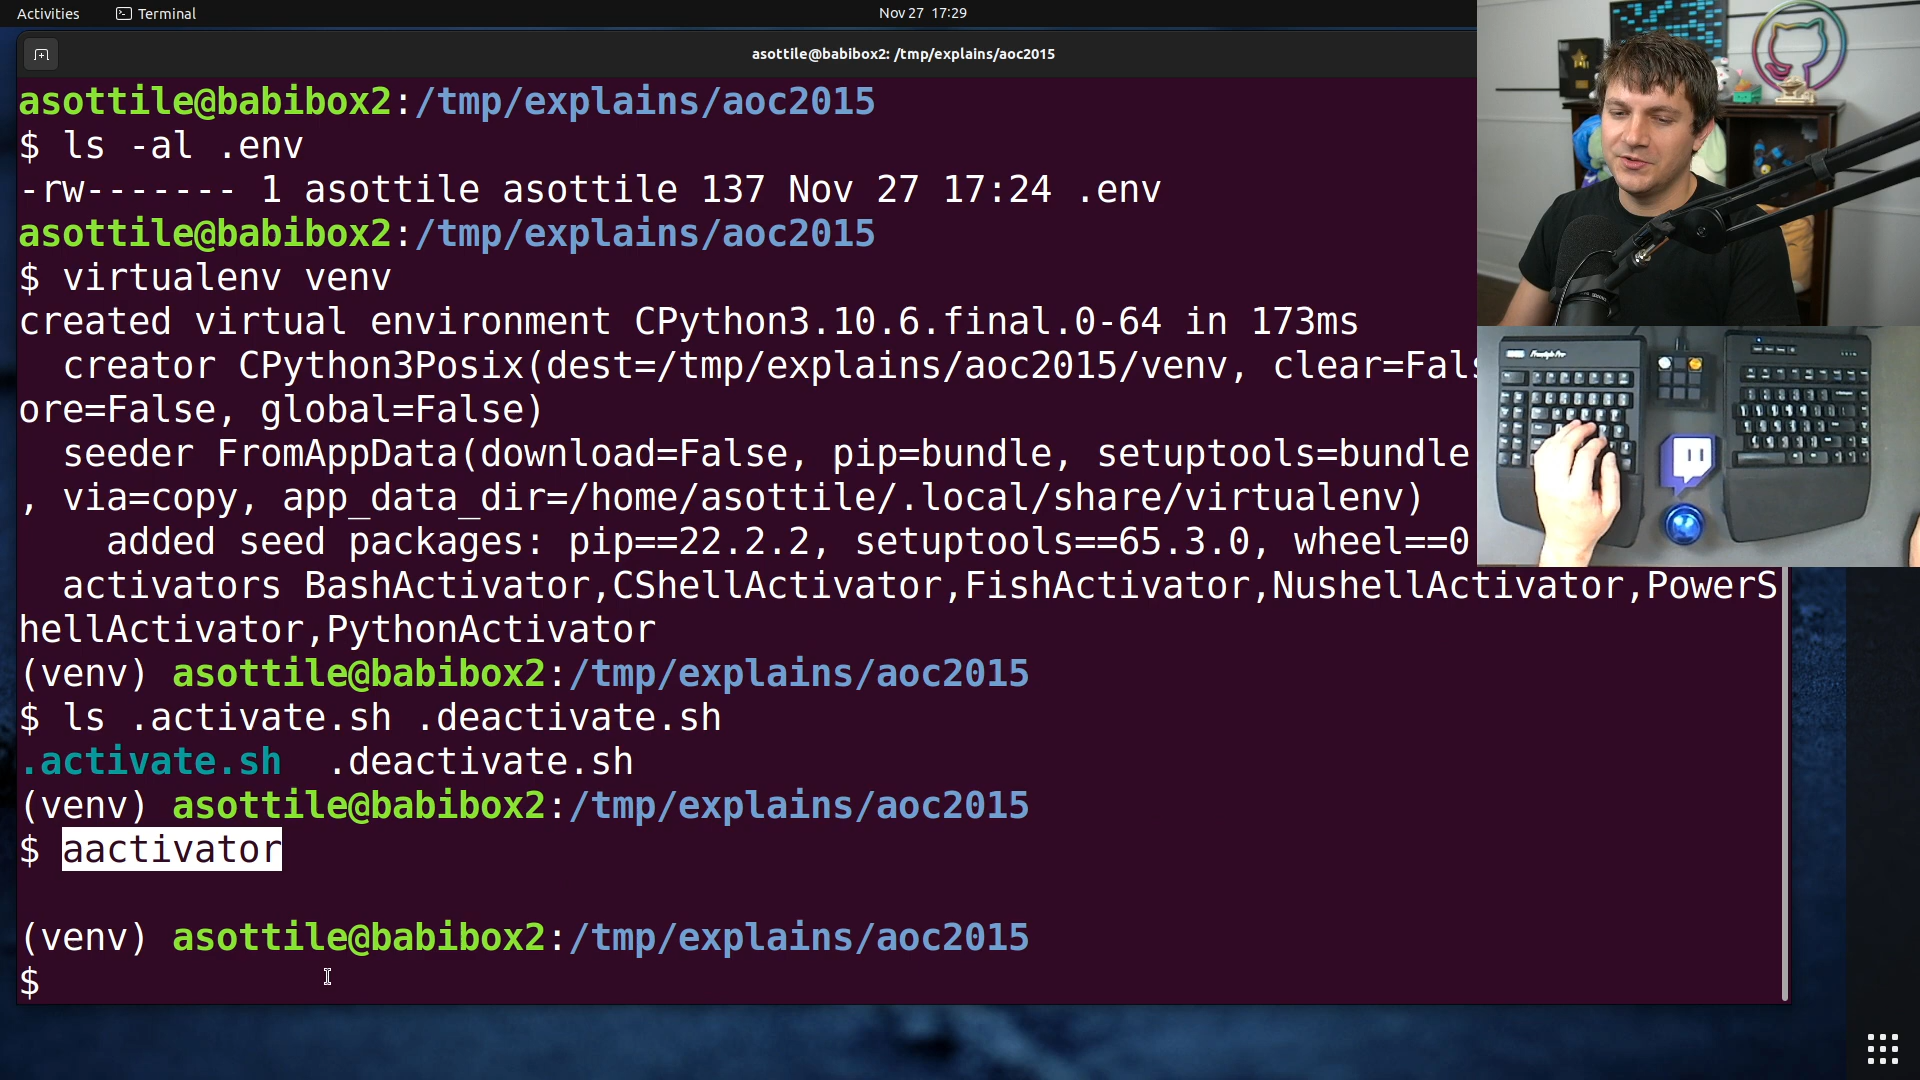 Activities
Terminal
Nov 27 17:29
asottile@babibox2: /tmp/explains/aoc2015
asottile@babibox2:/tmp/explains/aoc2015
$ ls -al .env
-rw------- 1 asottile asottile 137 Nov 27 17:24 .env
asottile@babibox2:/tmp/explains/aoc2015
$ virtualenv venv
created virtual environment CPython3.10.6.final.0-64 in 173ms
  creator CPython3Posix(dest=/tmp/explains/aoc2015/venv, clear=Fals
ore=False, global=False)
  seeder FromAppData(download=False, pip=bundle, setuptools=bundle
, via=copy, app_data_dir=/home/asottile/.local/share/virtualenv)
    added seed packages: pip==22.2.2, setuptools==65.3.0, wheel==0
  activators BashActivator,CShellActivator,FishActivator,NushellActivator,PowerS
hellActivator,PythonActivator
(venv) asottile@babibox2:/tmp/explains/aoc2015
$ ls .activate.sh .deactivate.sh
.activate.sh  .deactivate.sh
(venv) asottile@babibox2:/tmp/explains/aoc2015
$ aactivator
(venv) asottile@babibox2:/tmp/explains/aoc2015
$